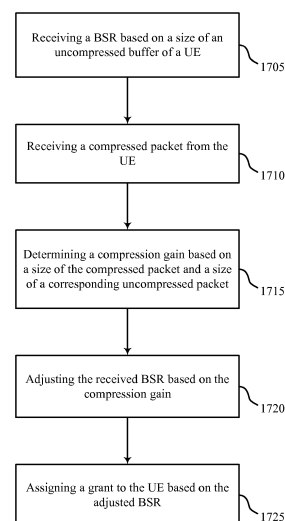 Receiving a BSR based on a size of an
uncompressed buffer of a UE
1705
Receiving a compressed packet from the
UE
1710
Determining a compression gain based on
a size of the compressed packet and a size
of a corresponding uncompressed packet
1715
Adjusting the received BSR based on the
compression gain
1720
Assigning a grant to the UE based on the
adjusted BSR
1725